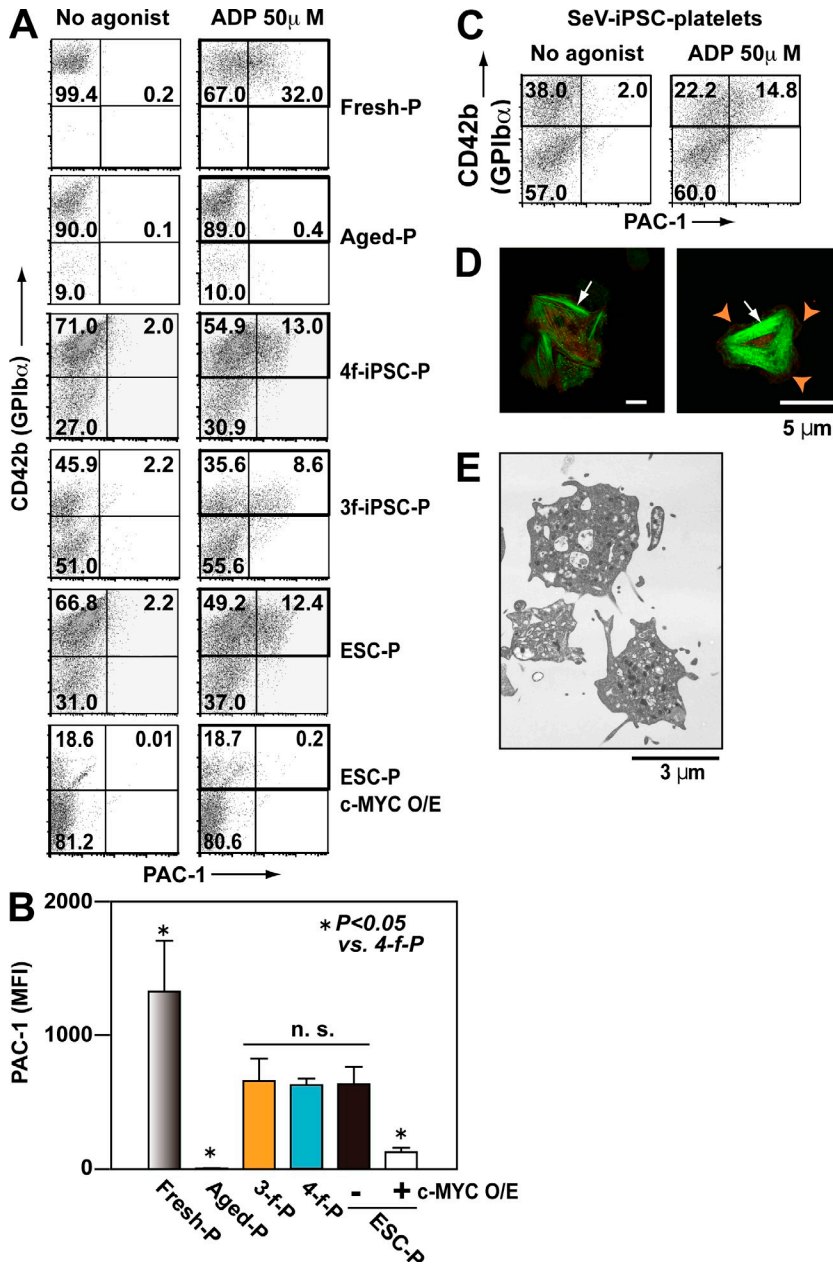 A
No agonist
ADP 50μ M
99.4
0.2
67.0
32.0
Fresh-P
90.0
0.1
9.0
89.0
0.4
10.0
Aged-P
71.0
2.0
27.0
54.9
13.0
30.9
4f-iPSC-P
45.9
2.2
51.0
35.6
8.6
55.6
3f-iPSC-P
66.8
2.2
31.0
49.2
12.4
37.0
ESC-P
18.6
0.01
81.2
18.7
0.2
80.6
ESC-P
c-MYC O/E
CD42b (GPIbα)
PAC-1
B
2000
1000
0
PAC-1 (MFI)
*
* P<0.05
vs. 4-f-P
n. s.
*
*
Fresh-P
Aged-P
3-f-P
4-f-P
- + c-MYC O/E
ESC-P
C
SeV-iPSC-platelets
No agonist
ADP 50μ M
38.0
2.0
57.0
22.2
14.8
60.0
CD42b
(GPIbα)
PAC-1
D
5 μm
E
3 μm